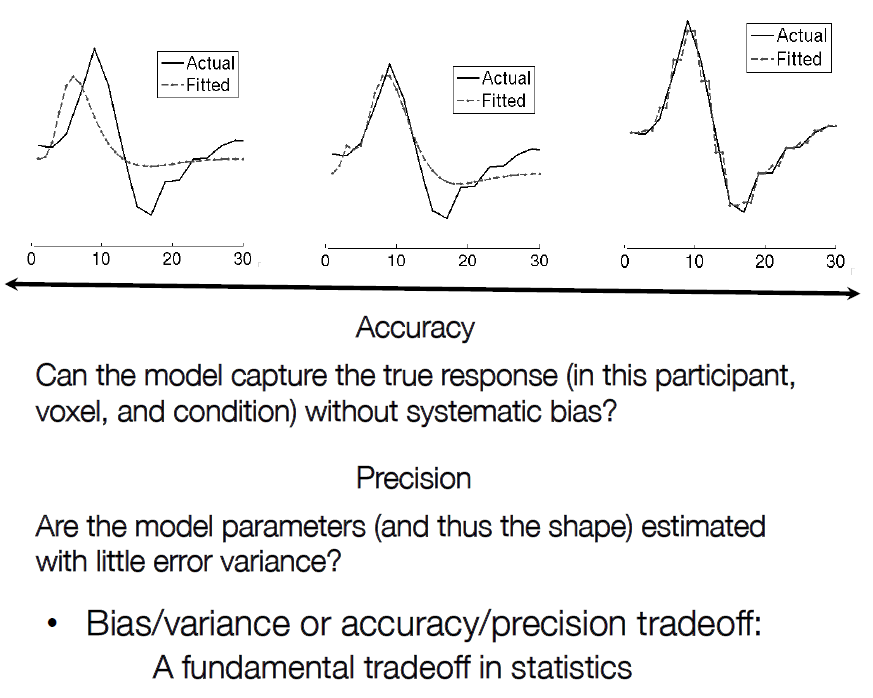 Actual
Fitted
Actual
Fitted
Actual
Fitted
0 10 20 30
0 10 20 30
0 10 20 30
Accuracy
Can the model capture the true response (in this participant,
voxel, and condition) without systematic bias?
Precision
Are the model parameters (and thus the shape) estimated
with little error variance?
• Bias/variance or accuracy/precision tradeoff:
A fundamental tradeoff in statistics